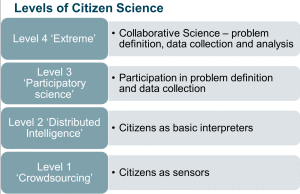 Levels of Citizen Science
Level 4 ‘Extreme’
• Collaborative Science – problem
definition, data collection and analysis
Level 3
‘Participatory
science’
• Participation in problem definition
and data collection
Level 2 ‘Distributed
Intelligence’
• Citizens as basic interpreters
Level 1
‘Crowdsourcing’
• Citizens as sensors